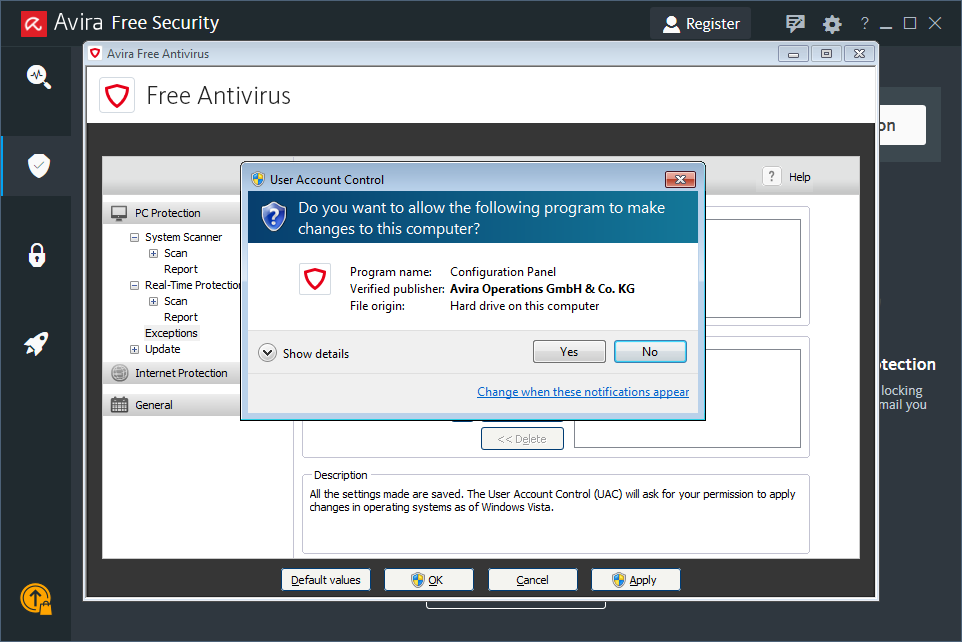 Avira Free Security
Register
?
Avira Free Antivirus
Free Antivirus
? Help
PC Protection
System Scanner
Scan
Report
Real-Time Protection
Scan
Report
Exceptions
Update
Internet Protection
General
User Account Control
Do you want to allow the following program to make
changes to this computer?
Program name: Configuration Panel
Verified publisher: Avira Operations GmbH & Co. KG
File origin: Hard drive on this computer
Show details
Yes
No
Change when these notifications appear
<< Delete
Description
All the settings made are saved. The User Account Control (UAC) will ask for your permission to apply
changes in operating systems as of Windows Vista.
Default values
OK
Cancel
Apply
on
tection
locking
mail you